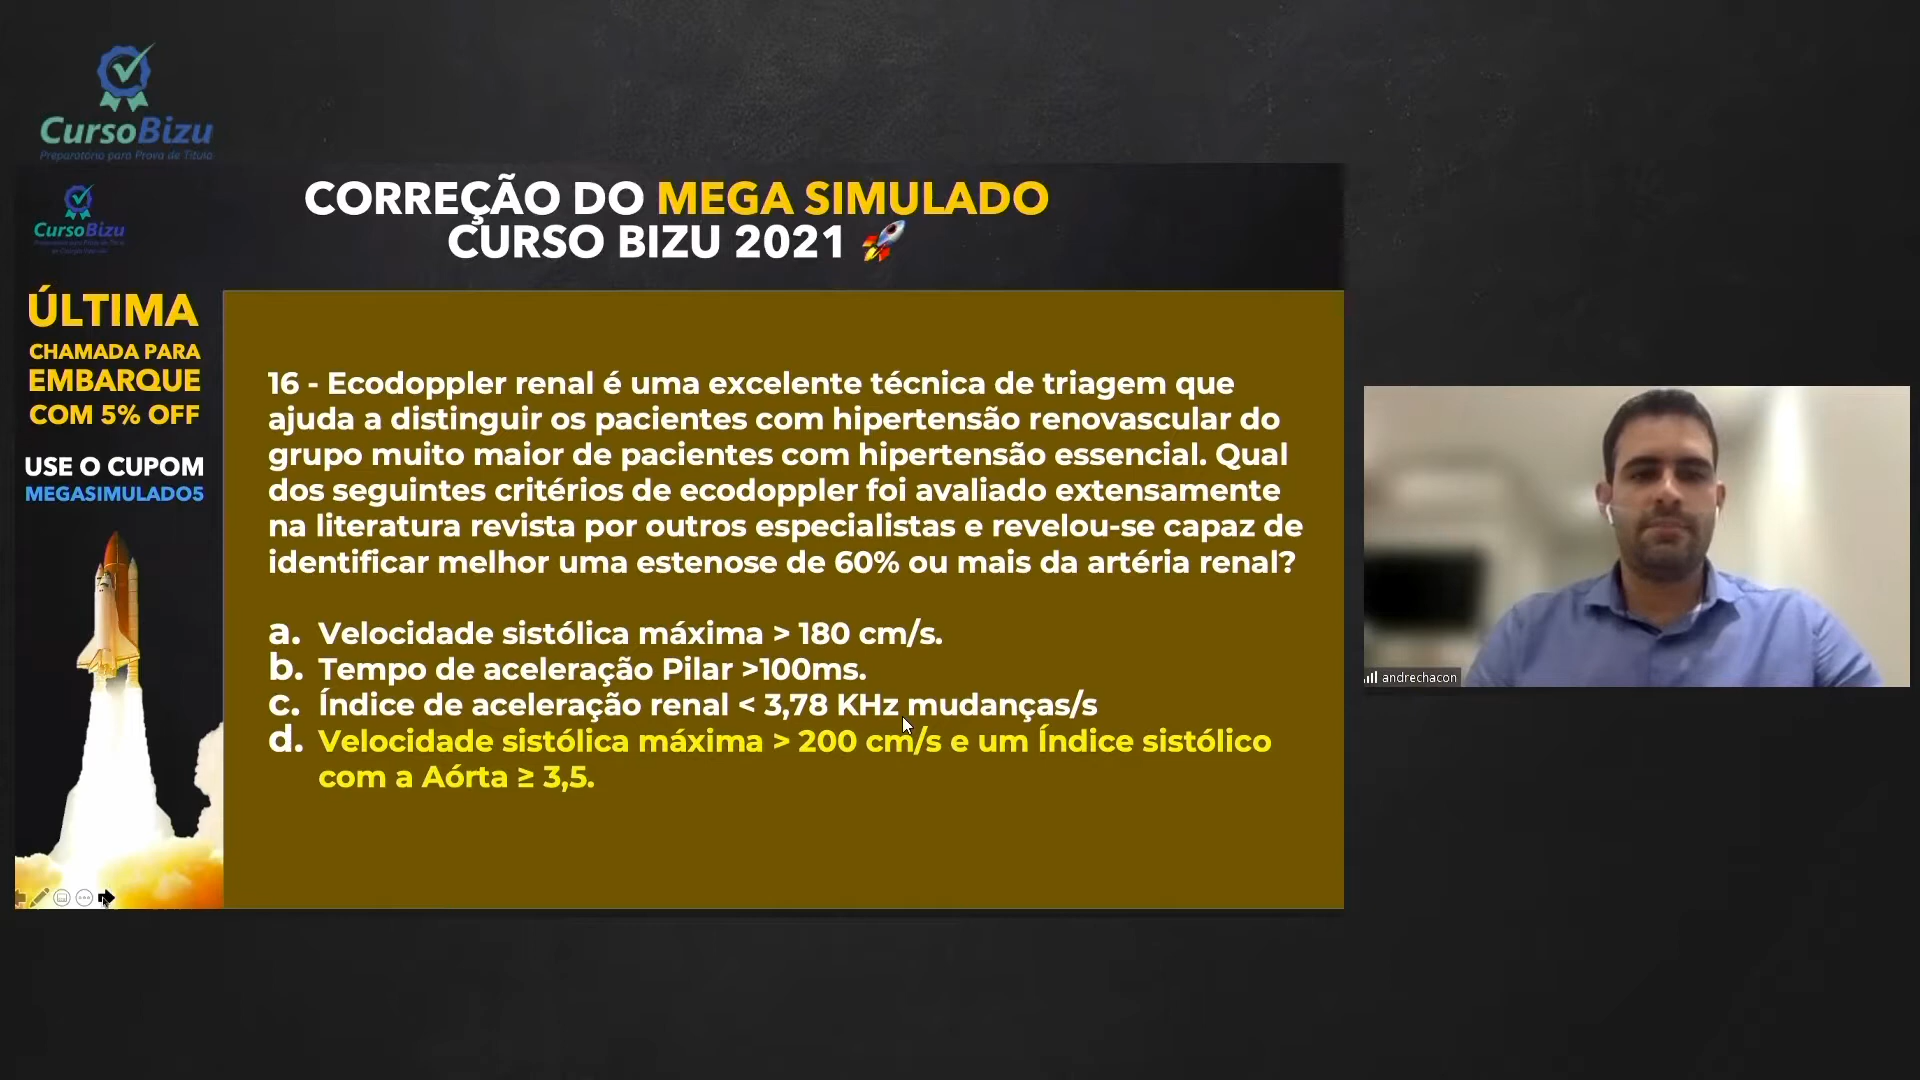 CursoBizu
Preparatório para Prova de Título
CORREÇÃO DO MEGA SIMULADO
CURSO BIZU 2021
CursoBizu
ÚLTIMA
CHAMADA PARA
EMBARQUE
COM 5% OFF
USE O CUPOM
MEGASIMULADO5
16 - Ecodoppler renal é uma excelente técnica de triagem que
ajuda a distinguir os pacientes com hipertensão renovascular do
grupo muito maior de pacientes com hipertensão essencial. Qual
dos seguintes critérios de ecodoppler foi avaliado extensamente
na literatura revista por outros especialistas e revelou-se capaz de
identificar melhor uma estenose de 60% ou mais da artéria renal?
a. Velocidade sistólica máxima > 180 cm/s.
b. Tempo de aceleração Pilar >100ms.
c. Índice de aceleração renal < 3,78 KHz mudanças/s
d. Velocidade sistólica máxima > 200 cm/s e um Índice sistólico
com a Aórta ≥ 3,5.
andrechacon